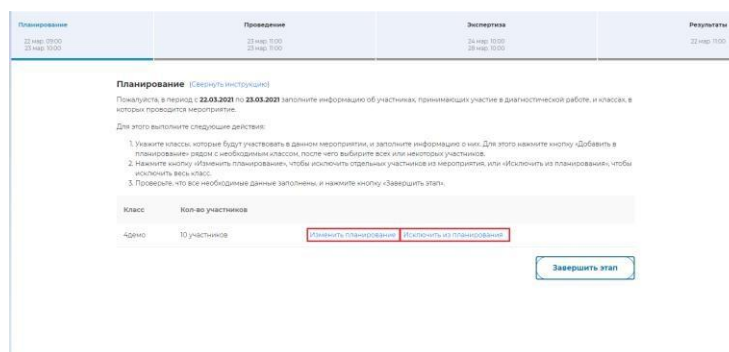 Планирование Проведение Экспертиза Результаты
22 мар. 09:00 23 мар. 11:00 24 мар. 10:00 22 мар. 11:00
23 мар. 10:00 23 мар. 11:00 28 мар. 10:00
Планирование (Свернуть инструкцию)
Пожалуйста, в период с 22.03.2021 по 23.03.2021 заполните информацию об участниках, принимающих участие в диагностической работе, и классах, в
которых проводится мероприятие.
Для этого выполните следующие действия:
1. Укажите классы, которые будут участвовать в данном мероприятии, и заполните информацию о них. Для этого нажмите кнопку «Добавить в
планирование» рядом с необходимым классом, после чего выберите всех или некоторых участников.
2. Нажмите кнопку «Изменить планирование», чтобы исключить отдельных участников из мероприятия, или «Исключить из планирования», чтобы
исключить весь класс.
3. Проверьте, что все необходимые данные заполнены, и нажмите кнопку «Завершить этап».
Класс Кол-во участников
4демо 10 участников Изменить планирование Исключить из планирования
Завершить этап